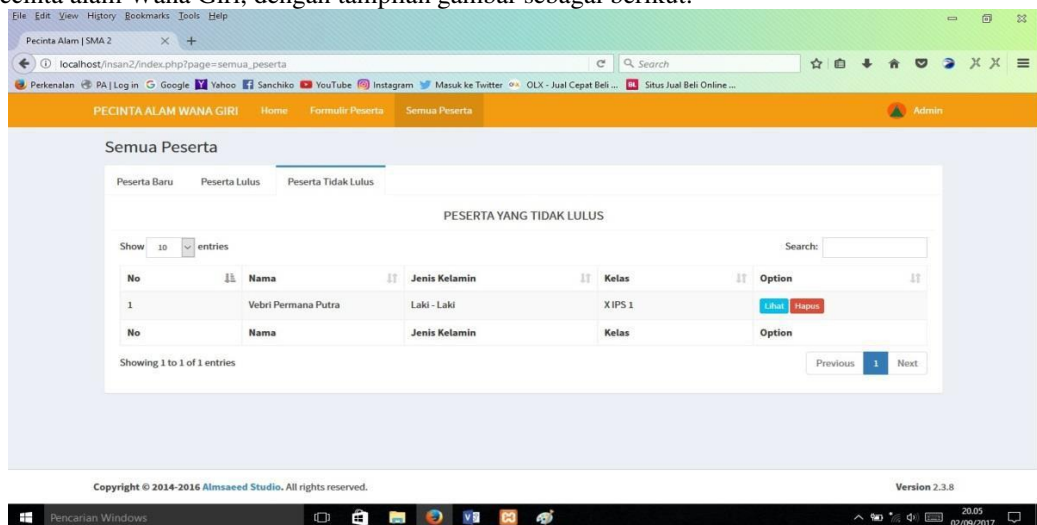 ecinta alam Wana Giri, dengan tampilan gambar sebagai berikut:
File Edit View History Bookmarks Tools Help
Pecinta Alam | SMA 2
localhost/insan2/index.php?page=semua_peserta
Search
Perkenalan PA | Log in Google Yahoo Sanchiko YouTube Instagram Masuk ke Twitter OLX - Jual Cepat Beli ... BL Situs Jual Beli Online ...
PECINTA ALAM WANA GIRI Home Formulir Peserta Semua Peserta Admin
Semua Peserta
Peserta Baru Peserta Lulus Peserta Tidak Lulus
PESERTA YANG TIDAK LULUS
Show 10 entries Search:
No Nama Jenis Kelamin Kelas Option
1 Vebri Permana Putra Laki - Laki X IPS 1 Lihat Hapus
No Nama Jenis Kelamin Kelas Option
Showing 1 to 1 of 1 entries Previous 1 Next
Copyright © 2014-2016 Almsaeed Studio. All rights reserved. Version 2.3.8
Pencarian Windows 20.05
02/09/2017